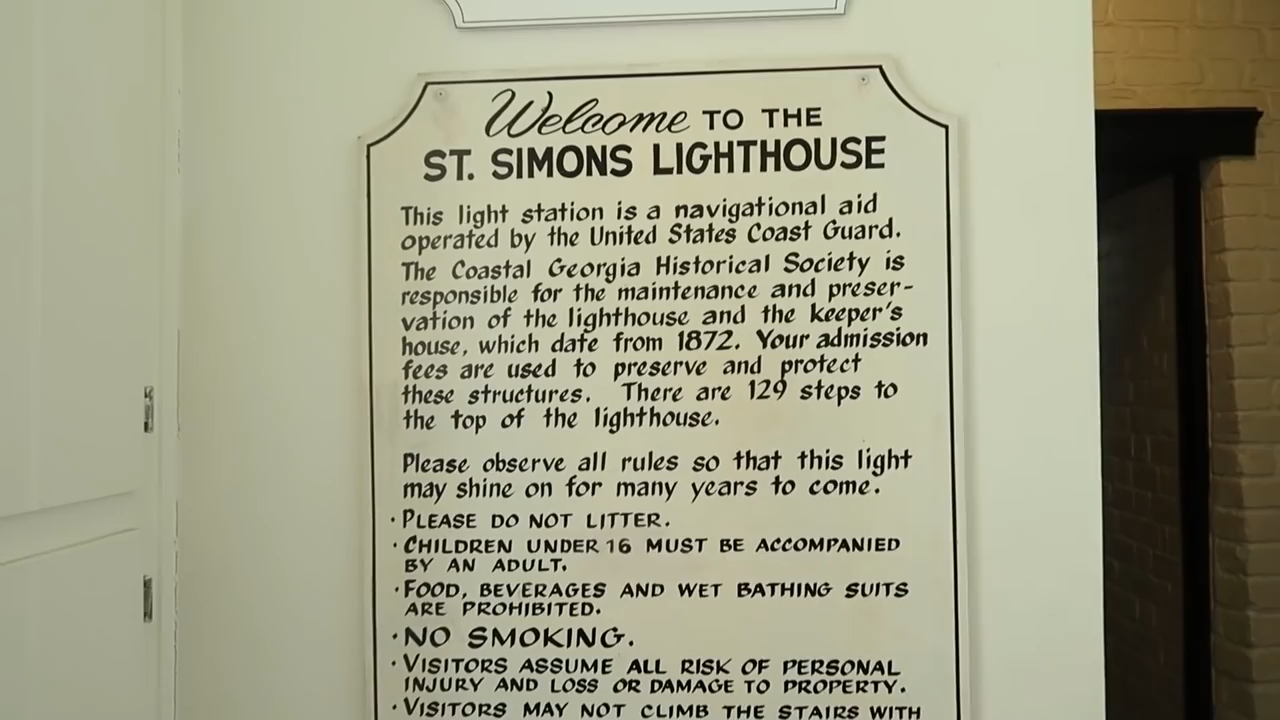 Welcome TO THE
ST. SIMONS LIGHTHOUSE
This light station is a navigational aid
operated by the United States Coast Guard.
The Coastal Georgia Historical Society is
responsible for the maintenance and preser-
vation of the lighthouse and the keeper's
house, which date from 1872. Your admission
fees are used to preserve and protect
these structures. There are 129 steps to
the top of the lighthouse.
Please observe all rules so that this light
may shine on for many years to come.
· PLEASE DO NOT LITTER.
· CHILDREN UNDER 16 MUST BE ACCOMPANIED
BY AN ADULT.
· FOOD, BEVERAGES AND WET BATHING SUITS
ARE PROHIBITED.
· NO SMOKING.
· VISITORS ASSUME ALL RISK OF PERSONAL
INJURY AND LOSS OR DAMAGE TO PROPERTY.
· VISITORS MAY NOT CLIMB THE STAIRS WITH